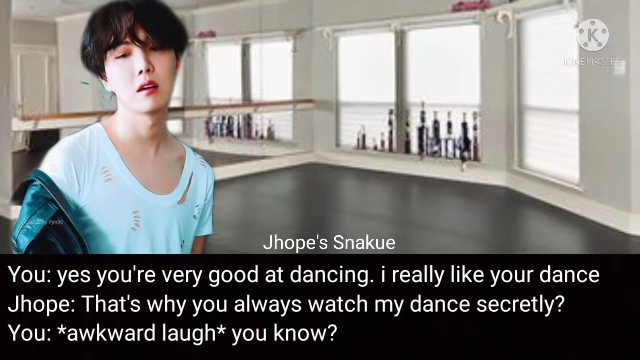 KINEMASTER
Jhope's Snakue
You: yes you're very good at dancing. i really like your dance
Jhope: That's why you always watch my dance secretly?
You: *awkward laugh* you know?